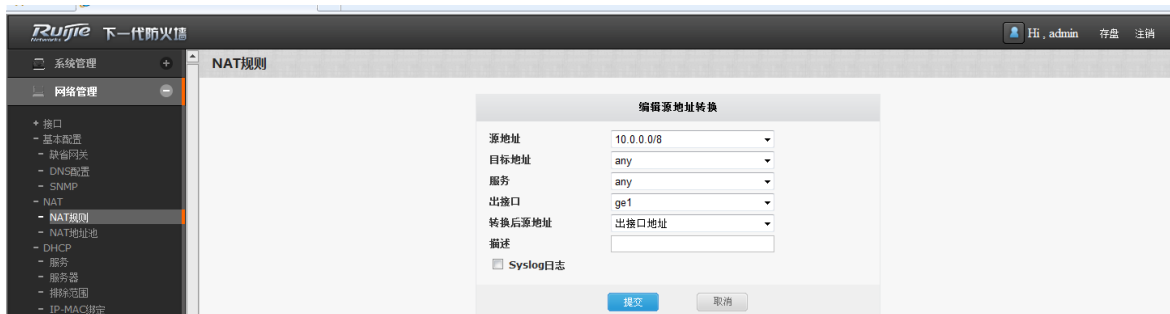 Ruijie Networks 下一代防火墙
Hi , admin 存盘 注销
系统管理
NAT规则
网络管理
编辑源地址转换
+ 接口
- 基本配置
- 缺省网关
- DNS配置
- SNMP
- NAT
- NAT规则
- NAT地址池
- DHCP
- 服务
- 服务器
- 排除范围
- IP-MAC绑定
源地址 10.0.0.0/8
目标地址 any
服务 any
出接口 ge1
转换后源地址 出接口地址
描述
Syslog日志
提交 取消